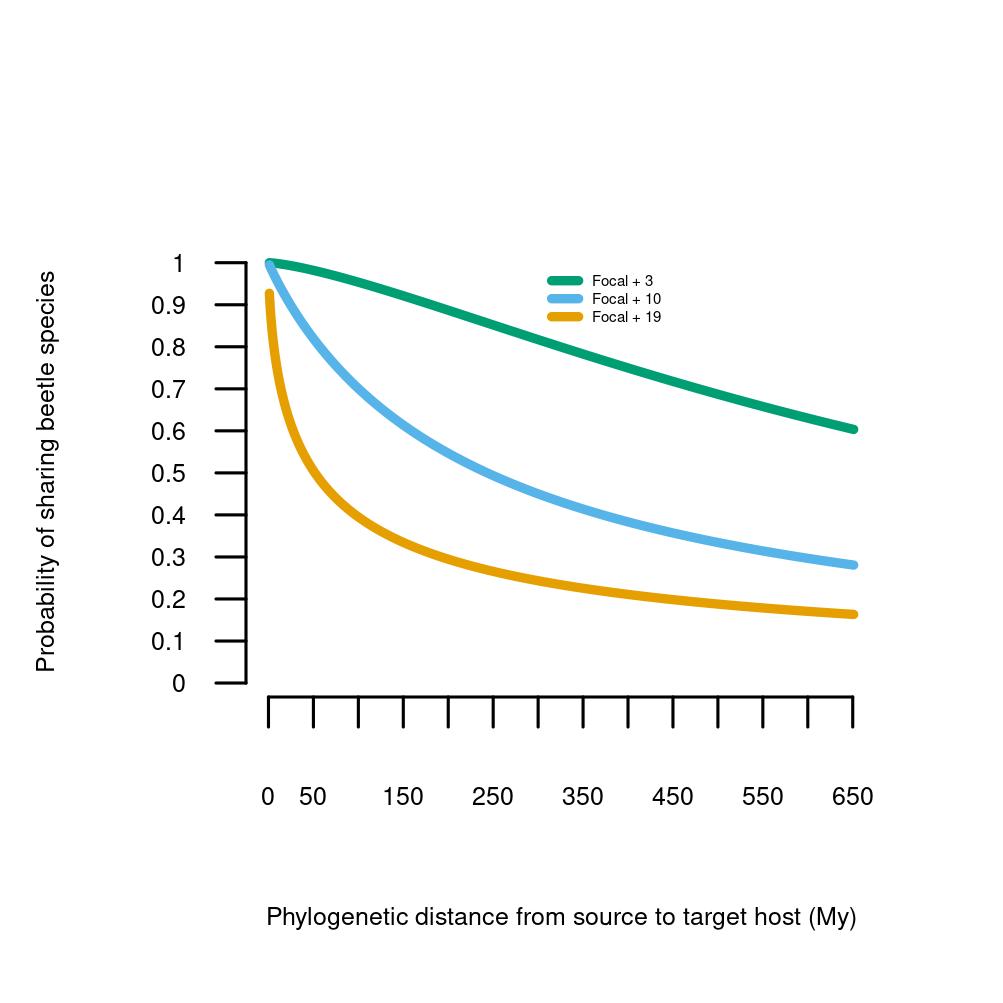 Probability of sharing beetle species
1
0.9
0.8
0.7
0.6
0.5
0.4
0.3
0.2
0.1
0
Focal + 3
Focal + 10
Focal + 19
0 50 150 250 350 450 550 650
Phylogenetic distance from source to target host (My)